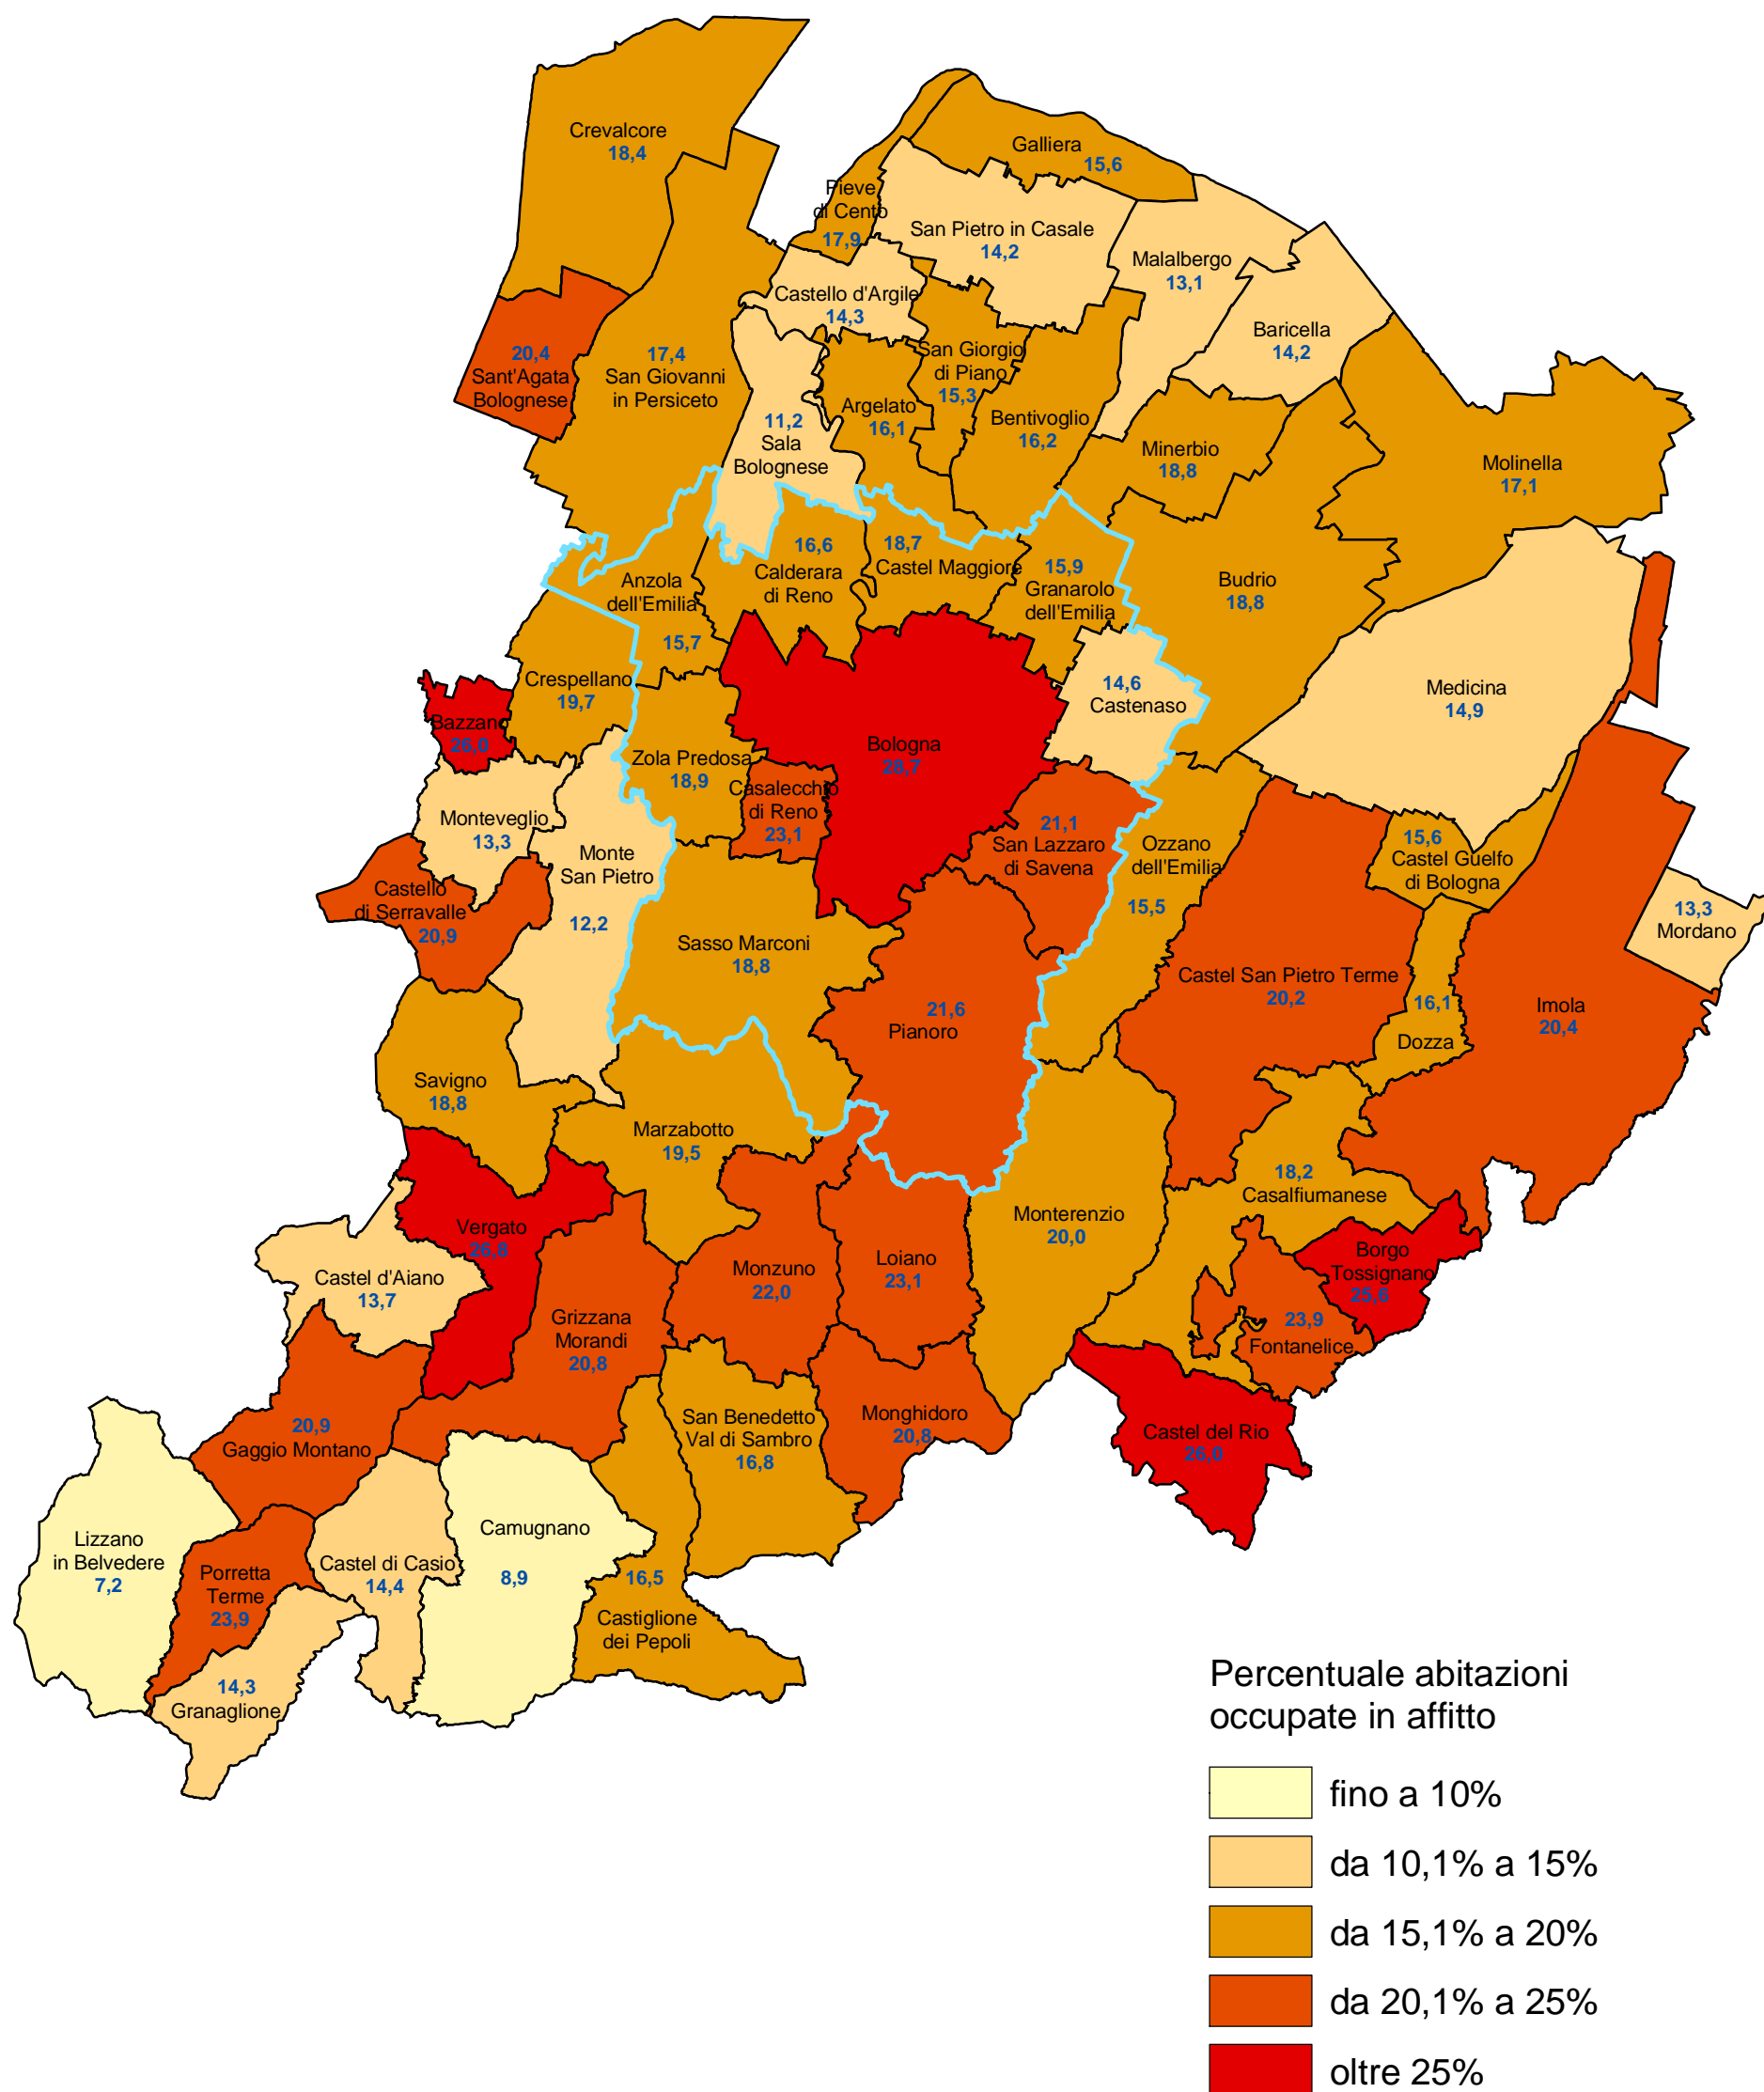 Crevalcore
18,4
Galliera
15,6
Pieve
di Cento
17,9
San Pietro in Casale
14,2
Malalbergo
13,1
Castello d'Argile
14,3
Baricella
14,2
20,4
Sant'Agata
Bolognese
17,4
San Giovanni
in Persiceto
San Giorgio
di Piano
15,3
Argelato
16,1
Bentivoglio
16,2
11,2
Sala
Bolognese
Minerbio
18,8
Molinella
17,1
16,6
Calderara
di Reno
18,7
Castel Maggiore
15,9
Granarolo
dell'Emilia
Anzola
dell'Emilia
15,7
Budrio
18,8
Crespellano
19,7
14,6
Castenaso
Medicina
14,9
Bazzano
26,0
Bologna
28,7
Zola Predosa
18,9
Casalecchio
di Reno
23,1
Monteveglio
13,3
Monte
San Pietro
12,2
21,1
San Lazzaro
di Savena
Ozzano
dell'Emilia
15,5
15,6
Castel Guelfo
di Bologna
Castello
di Serravalle
20,9
13,3
Mordano
Sasso Marconi
18,8
Castel San Pietro Terme
20,2
16,1
Dozza
Imola
20,4
21,6
Pianoro
Savigno
18,8
Marzabotto
19,5
18,2
Casalfiumanese
Vergato
26,8
Monterenzio
20,0
Castel d'Aiano
13,7
Monzuno
22,0
Loiano
23,1
Borgo
Tossignano
25,6
Grizzana
Morandi
20,8
23,9
Fontanelice
20,9
Gaggio Montano
San Benedetto
Val di Sambro
16,8
Monghidoro
20,8
Castel del Rio
26,0
Lizzano
in Belvedere
7,2
Camugnano
8,9
Castel di Casio
14,4
Porretta
Terme
23,9
16,5
Castiglione
dei Pepoli
14,3
Granaglione
Percentuale abitazioni
occupate in affitto
fino a 10%
da 10,1% a 15%
da 15,1% a 20%
da 20,1% a 25%
oltre 25%